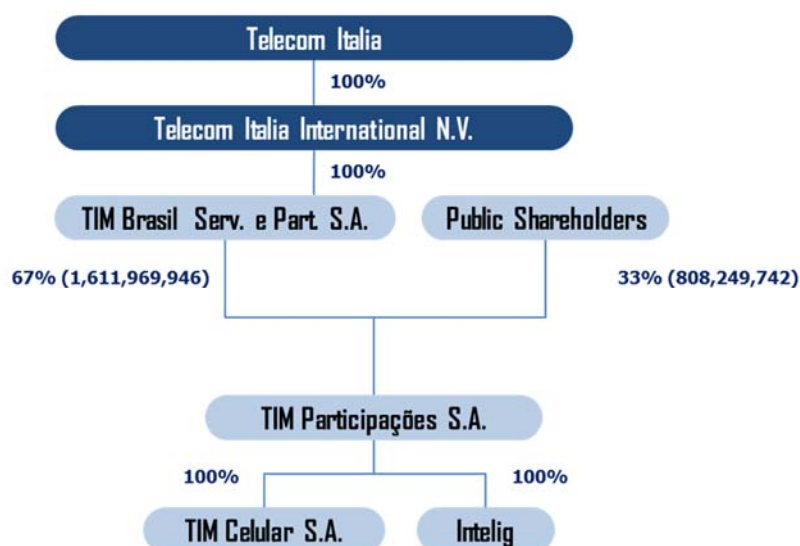 Telecom Italia
100%
Telecom Italia International N.V.
100%
TIM Brasil Serv. e Part. S.A.
Public Shareholders
67% (1,611,969,946)
33% (808,249,742)
TIM Participações S.A.
100%
100%
TIM Celular S.A.
Intelig